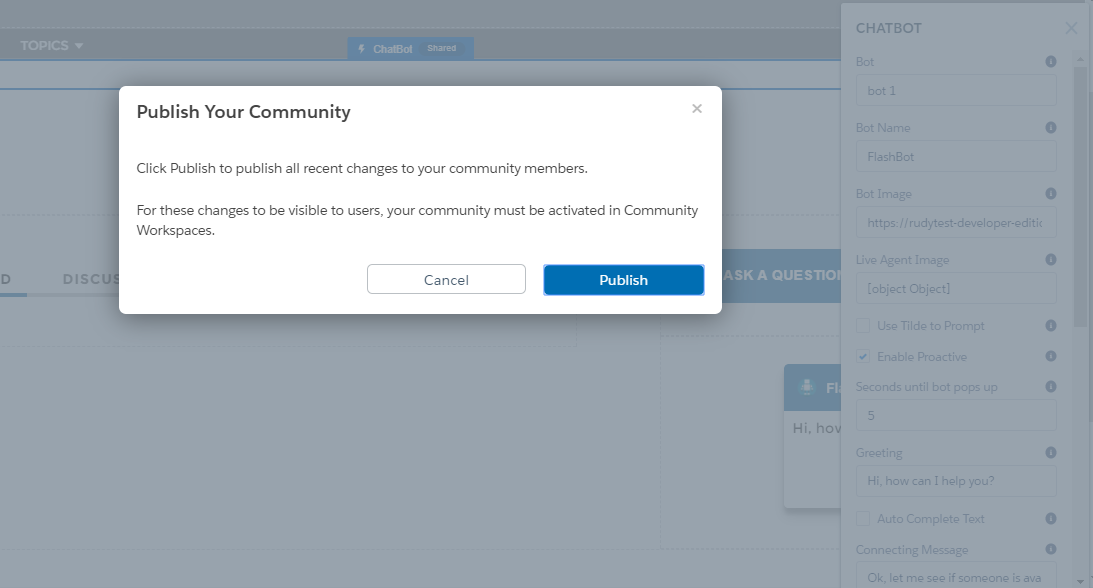 TOPICS
ChatBot Shared
CHATBOT
Bot
bot 1
Bot Name
FlashBot
Bot Image
https://rudytest-developer-editic
Live Agent Image
[object Object]
Use Tilde to Prompt
Enable Proactive
Seconds until bot pops up
5
Greeting
Hi, how can I help you?
Auto Complete Text
Connecting Message
Ok, let me see if someone is ava
Publish Your Community
Click Publish to publish all recent changes to your community members.
For these changes to be visible to users, your community must be activated in Community
Workspaces.
Cancel
Publish
D
DISCUS
ASK A QUESTION
Fl
Hi, how